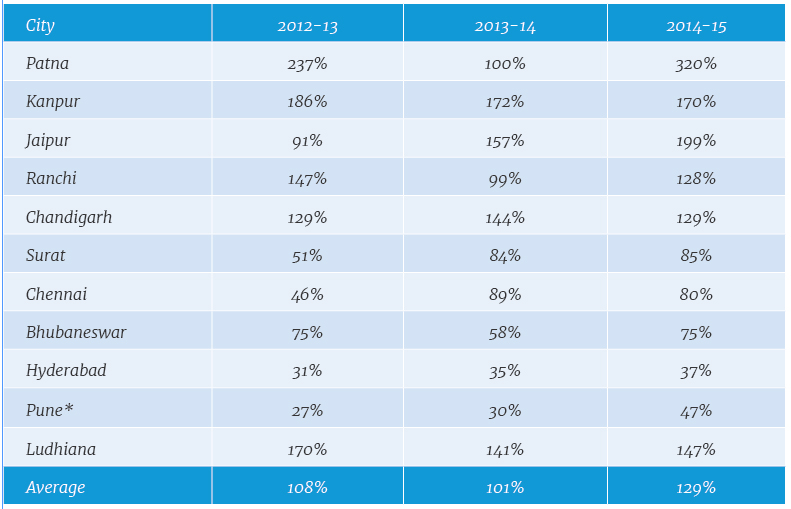 City 2012-13 2013-14 2014-15
Patna 237% 100% 320%
Kanpur 186% 172% 170%
Jaipur 91% 157% 199%
Ranchi 147% 99% 128%
Chandigarh 129% 144% 129%
Surat 51% 84% 85%
Chennai 46% 89% 80%
Bhubaneswar 75% 58% 75%
Hyderabad 31% 35% 37%
Pune* 27% 30% 47%
Ludhiana 170% 141% 147%
Average 108% 101% 129%